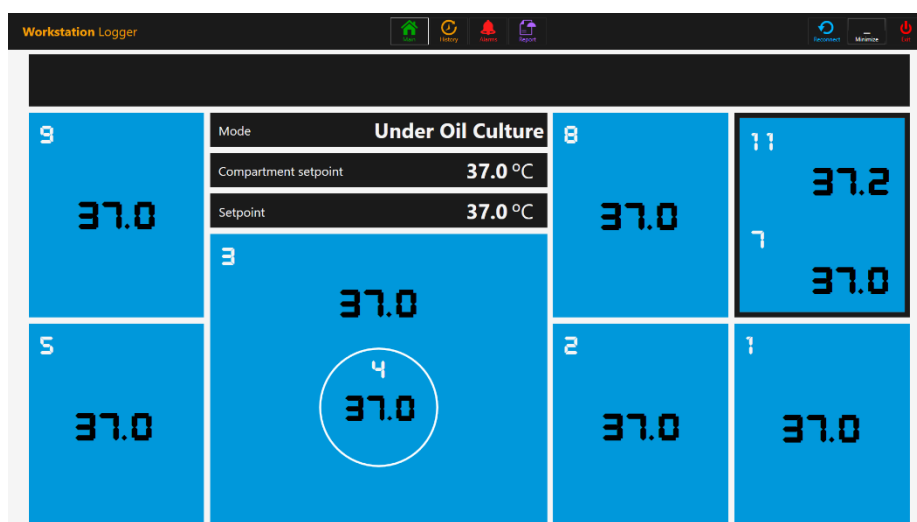 Workstation Logger
Main
History
Alarms
Report
Reconnect
Minimize
Exit
9
37.0
Mode Under Oil Culture
Compartment setpoint 37.0 ºC
Setpoint 37.0 ºC
8
37.0
11
37.2
7
37.0
3
37.0
4
37.0
5
37.0
2
37.0
1
37.0